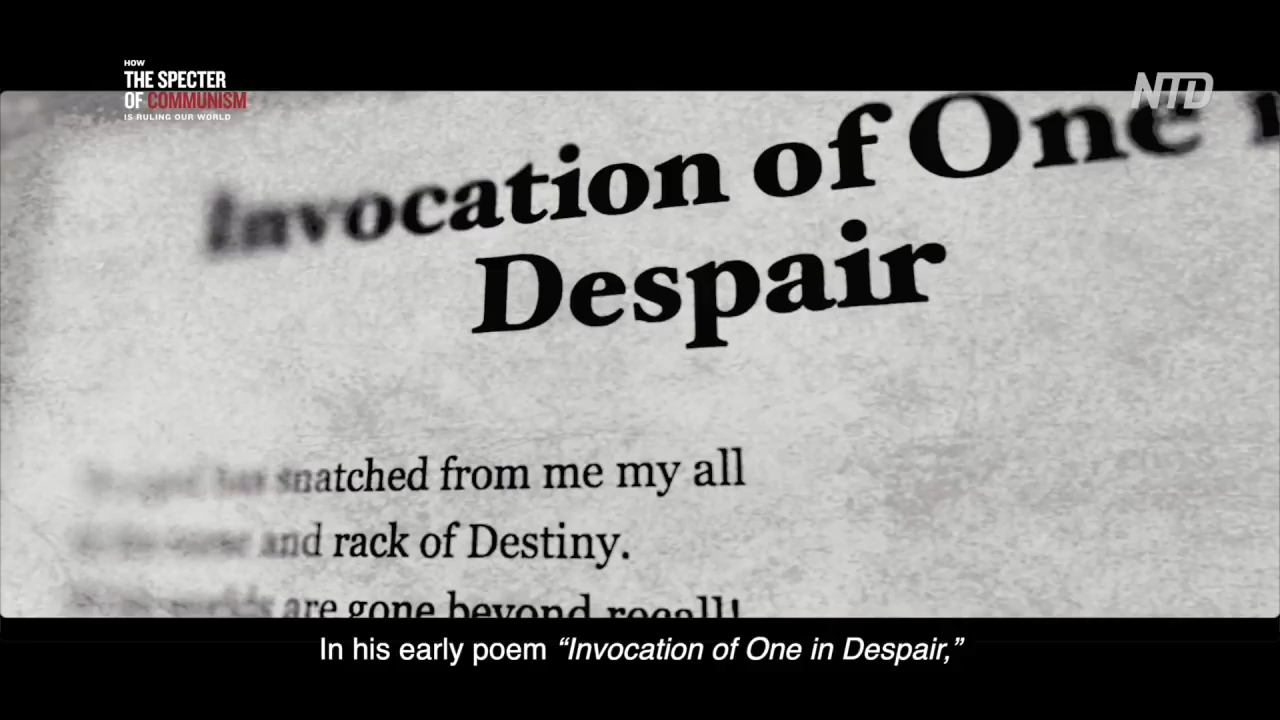 HOW
THE SPECTER
OF COMMUNISM
IS RULING OUR WORLD
NTD
Invocation of One
Despair
snatched from me my all
and rack of Destiny.
are gone beyond recall!
In his early poem “Invocation of One in Despair,”